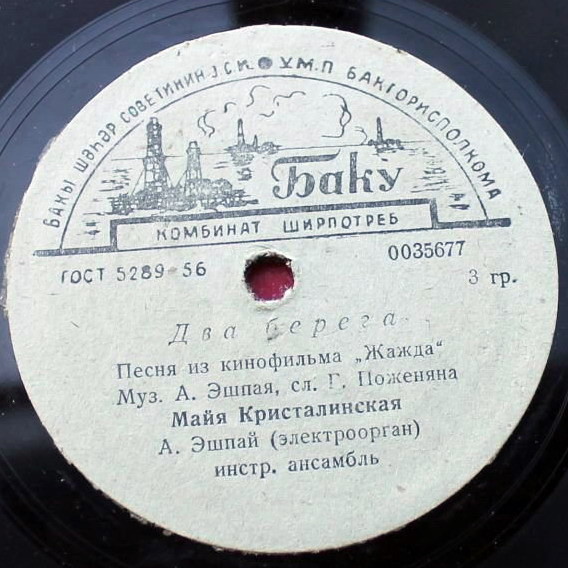 БАКЫ ШӘҺӘР СОВЕТИНИН J.С.И. У.М.П БАКГОРИСПОЛКОМА
Баку
КОМБИНАТ ШИРПОТРЕБ
ГОСТ 5289 56
0035677
3 гр.
Два берега
Песня из кинофильма „Жажда"
Муз. А. Эшпая, сл. Г. Поженяна
Майя Кристалинская
А. Эшпай (электроорган)
инстр. ансамбль